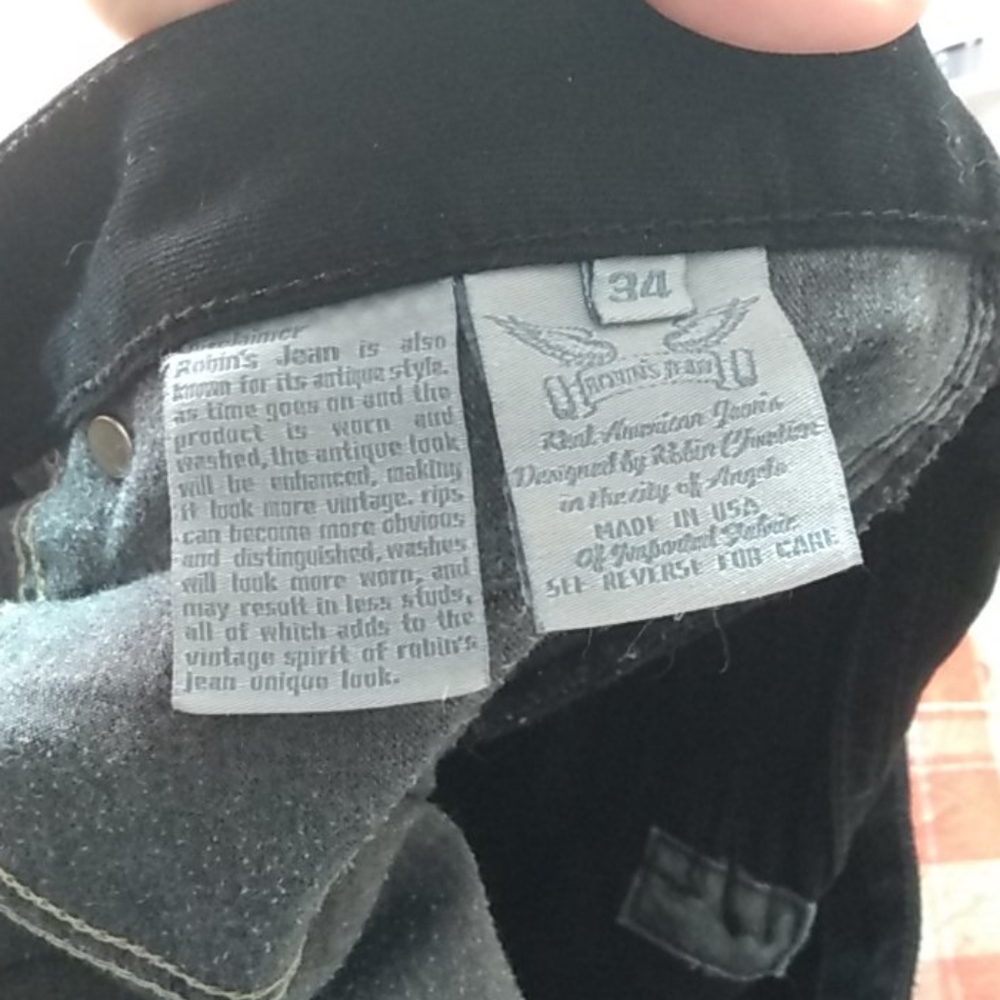 Disclaimer
Robin's Jean is also
known for its antique style.
as time goes on and the
product is worn and
washed, the antique look
will be enhanced, making
it look more vintage. rips
can become more obvious
and distinguished, washes
will look more worn, and
may result in less studs,
all of which adds to the
vintage spirit of robin's
jean unique look.
34
ROBIN'S JEAN
Real American Jean's
Designed by Robin Chretien
in the city of Angels
MADE IN USA
Of Imported Fabric
SEE REVERSE FOR CARE